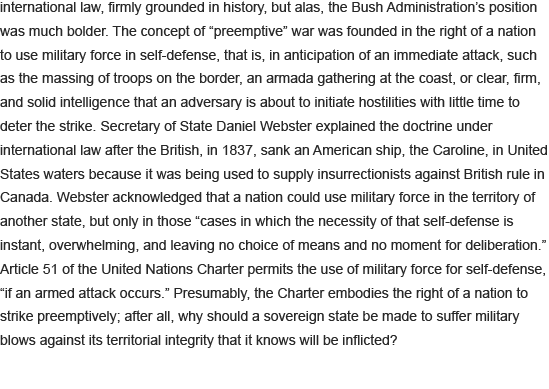 international law, firmly grounded in history, but alas, the Bush Administration’s position
was much bolder. The concept of “preemptive” war was founded in the right of a nation
to use military force in self-defense, that is, in anticipation of an immediate attack, such
as the massing of troops on the border, an armada gathering at the coast, or clear, firm,
and solid intelligence that an adversary is about to initiate hostilities with little time to
deter the strike. Secretary of State Daniel Webster explained the doctrine under
international law after the British, in 1837, sank an American ship, the Caroline, in United
States waters because it was being used to supply insurrectionists against British rule in
Canada. Webster acknowledged that a nation could use military force in the territory of
another state, but only in those “cases in which the necessity of that self-defense is
instant, overwhelming, and leaving no choice of means and no moment for deliberation.”
Article 51 of the United Nations Charter permits the use of military force for self-defense,
“if an armed attack occurs.” Presumably, the Charter embodies the right of a nation to
strike preemptively; after all, why should a sovereign state be made to suffer military
blows against its territorial integrity that it knows will be inflicted?